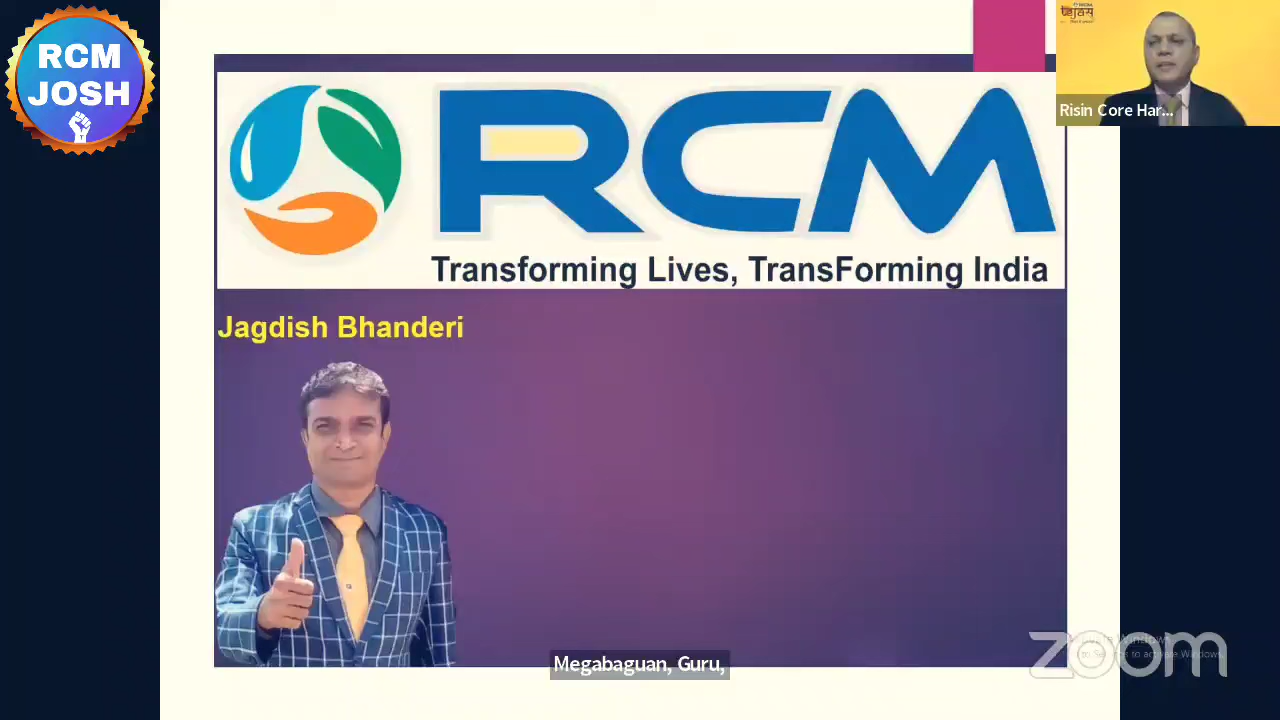 RCM
JOSH
RCM
Transforming Lives, TransForming India
Jagdish Bhanderi
Risin Core Har...
Megabaguan, Guru,
zoom